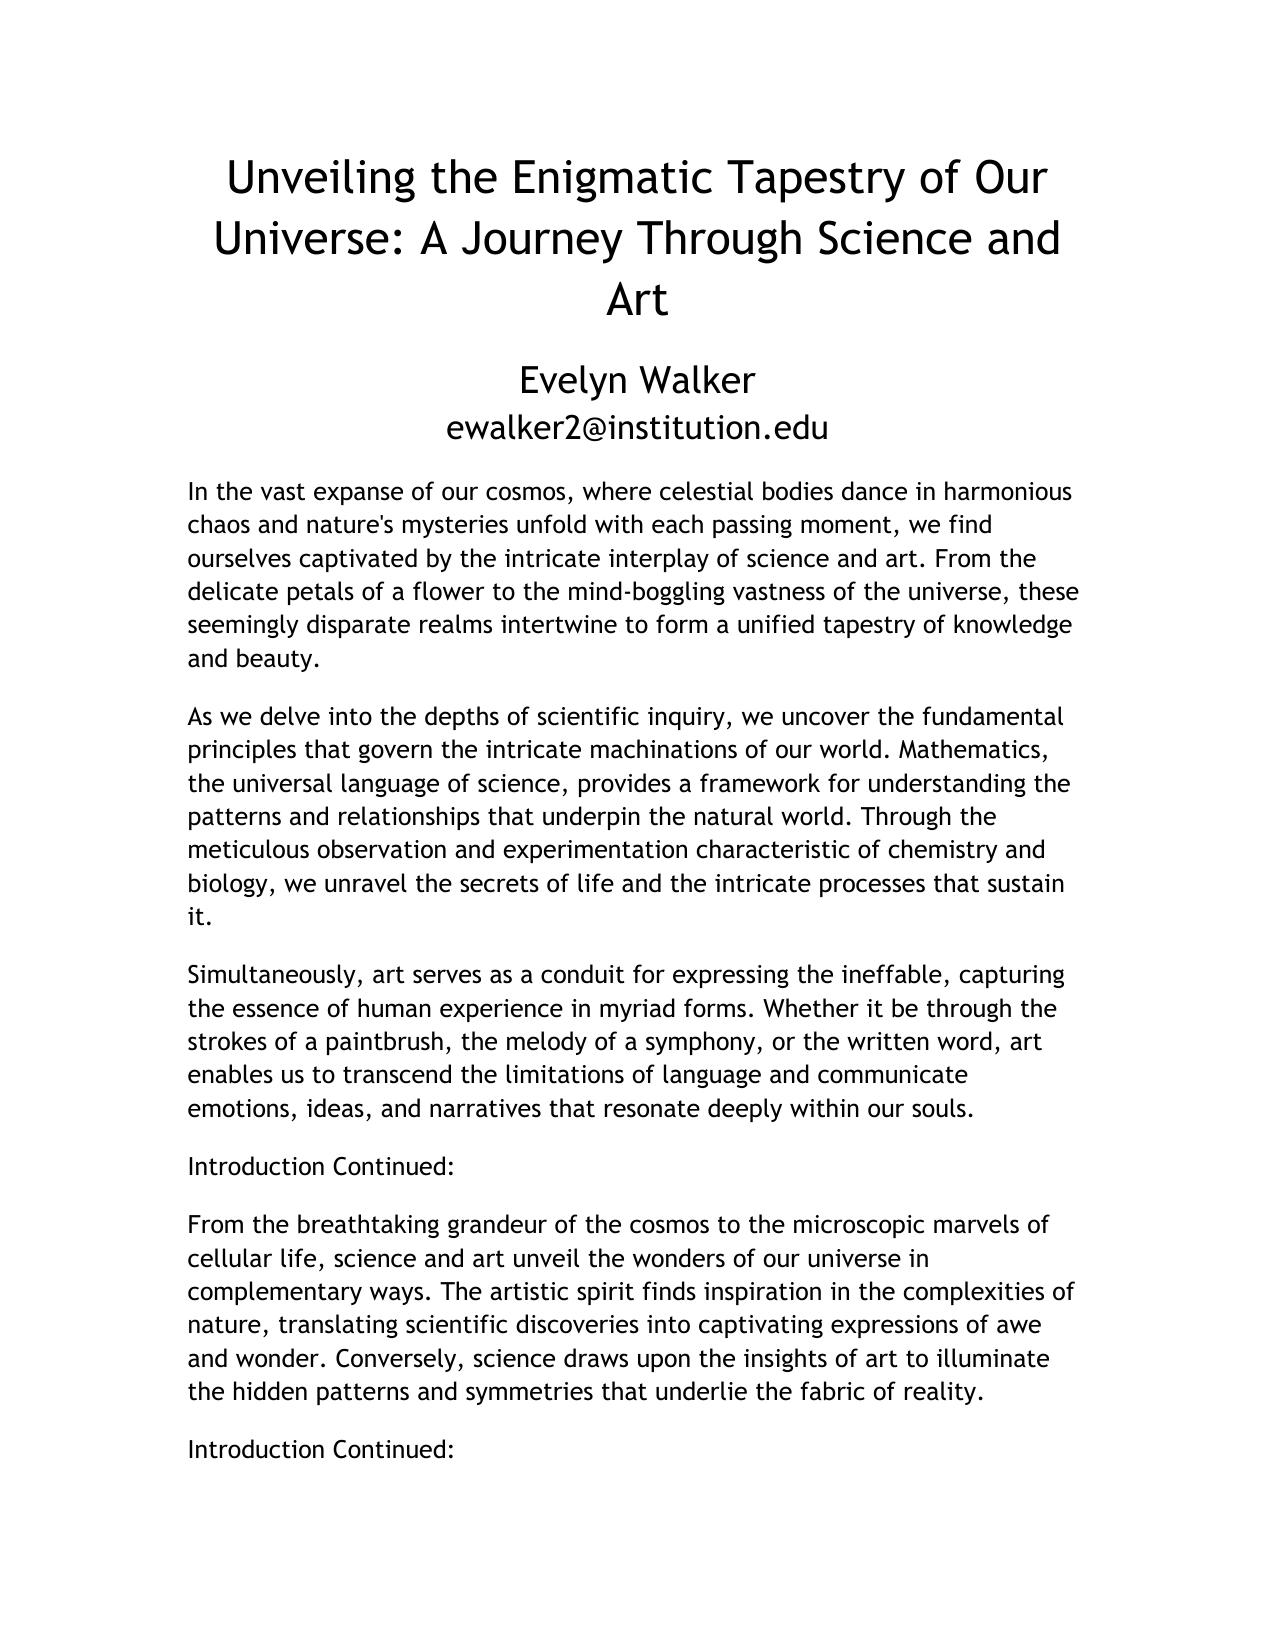 Unveiling the Enigmatic Tapestry of Our
Universe: A Journey Through Science and
Art
Evelyn Walker
ewalker2@institution.edu
In the vast expanse of our cosmos, where celestial bodies dance in harmonious
chaos and nature's mysteries unfold with each passing moment, we find
ourselves captivated by the intricate interplay of science and art. From the
delicate petals of a flower to the mind-boggling vastness of the universe, these
seemingly disparate realms intertwine to form a unified tapestry of knowledge
and beauty.
As we delve into the depths of scientific inquiry, we uncover the fundamental
principles that govern the intricate machinations of our world. Mathematics,
the universal language of science, provides a framework for understanding the
patterns and relationships that underpin the natural world. Through the
meticulous observation and experimentation characteristic of chemistry and
biology, we unravel the secrets of life and the intricate processes that sustain
it.
Simultaneously, art serves as a conduit for expressing the ineffable, capturing
the essence of human experience in myriad forms. Whether it be through the
strokes of a paintbrush, the melody of a symphony, or the written word, art
enables us to transcend the limitations of language and communicate
emotions, ideas, and narratives that resonate deeply within our souls.
Introduction Continued:
From the breathtaking grandeur of the cosmos to the microscopic marvels of
cellular life, science and art unveil the wonders of our universe in
complementary ways. The artistic spirit finds inspiration in the complexities of
nature, translating scientific discoveries into captivating expressions of awe
and wonder. Conversely, science draws upon the insights of art to illuminate
the hidden patterns and symmetries that underlie the fabric of reality.
Introduction Continued: